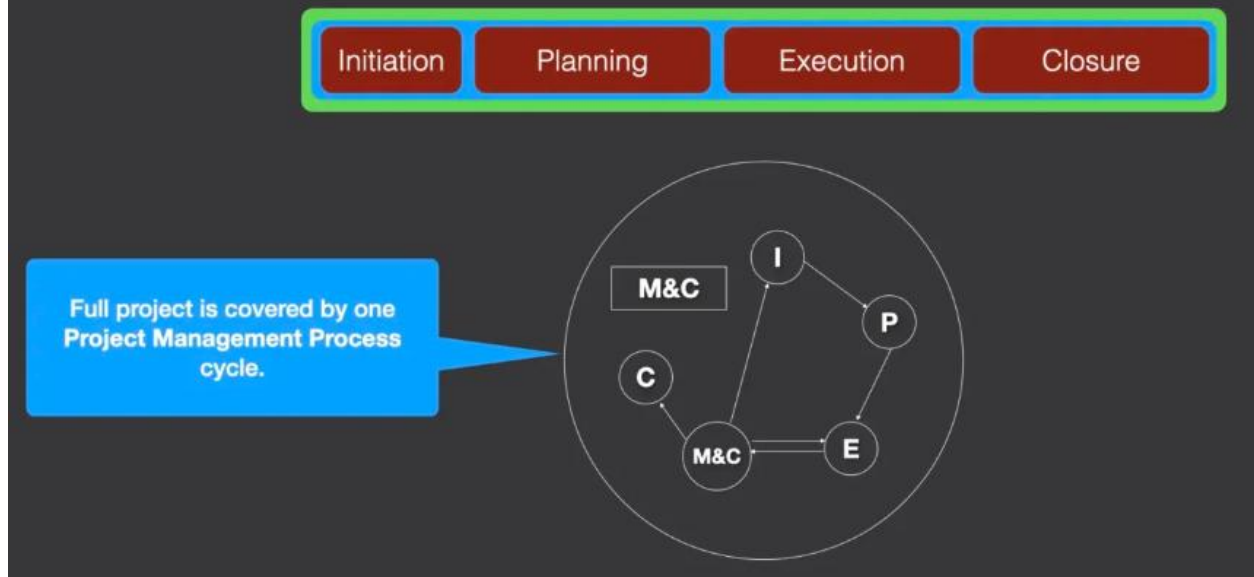 Initiation
Planning
Execution
Closure
I
M&C
P
Full project is covered by one
Project Management Process
cycle.
C
M&C
E